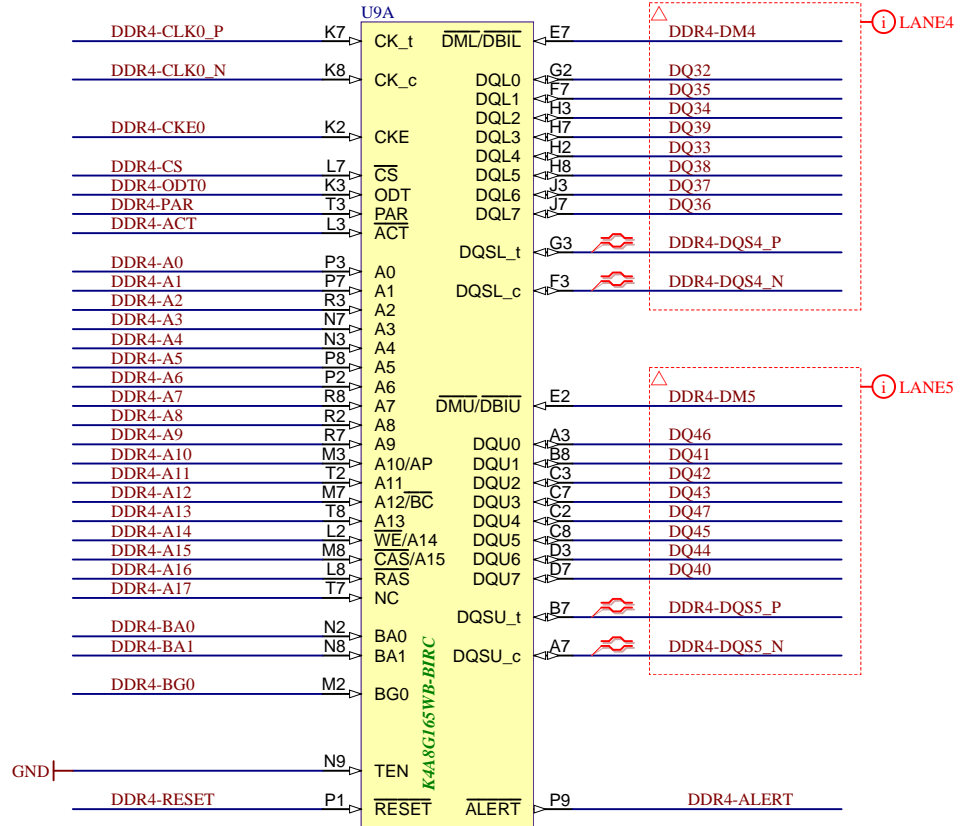 U9A
DDR4-CLK0_P K7 CK_t DML/DBIL E7 DDR4-DM4 LANE4
DDR4-CLK0_N K8 CK_c DQL0 G2 DQ32
DQL1 F7 DQ35
DQL2 H3 DQ34
DDR4-CKE0 K2 CKE DQL3 H7 DQ39
DQL4 H2 DQ33
DDR4-CS L7 CS DQL5 H8 DQ38
DDR4-ODT0 K3 ODT DQL6 J3 DQ37
DDR4-PAR T3 PAR DQL7 J7 DQ36
DDR4-ACT L3 ACT
DQSL_t G3 DDR4-DQS4_P
DDR4-A0 P3 A0
DDR4-A1 P7 A1 DQSL_c F3 DDR4-DQS4_N
DDR4-A2 R3 A2
DDR4-A3 N7 A3
DDR4-A4 N3 A4
DDR4-A5 P8 A5
DDR4-A6 P2 A6
DDR4-A7 R8 A7 DMU/DBIU E2 DDR4-DM5 LANE5
DDR4-A8 R2 A8
DDR4-A9 R7 A9 DQU0 A3 DQ46
DDR4-A10 M3 A10/AP DQU1 B8 DQ41
DDR4-A11 T2 A11 DQU2 C3 DQ42
DDR4-A12 M7 A12/BC DQU3 C7 DQ43
DDR4-A13 T8 A13 DQU4 C2 DQ47
DDR4-A14 L2 WE/A14 DQU5 C8 DQ45
DDR4-A15 M8 CAS/A15 DQU6 D3 DQ44
DDR4-A16 L8 RAS DQU7 D7 DQ40
DDR4-A17 T7 NC
DQSU_t B7 DDR4-DQS5_P
DDR4-BA0 N2 BA0
DDR4-BA1 N8 BA1 DQSU_c A7 DDR4-DQS5_N
DDR4-BG0 M2 BG0
K4A8G165WB-BIRC
GND N9 TEN
DDR4-RESET P1 RESET ALERT P9 DDR4-ALERT